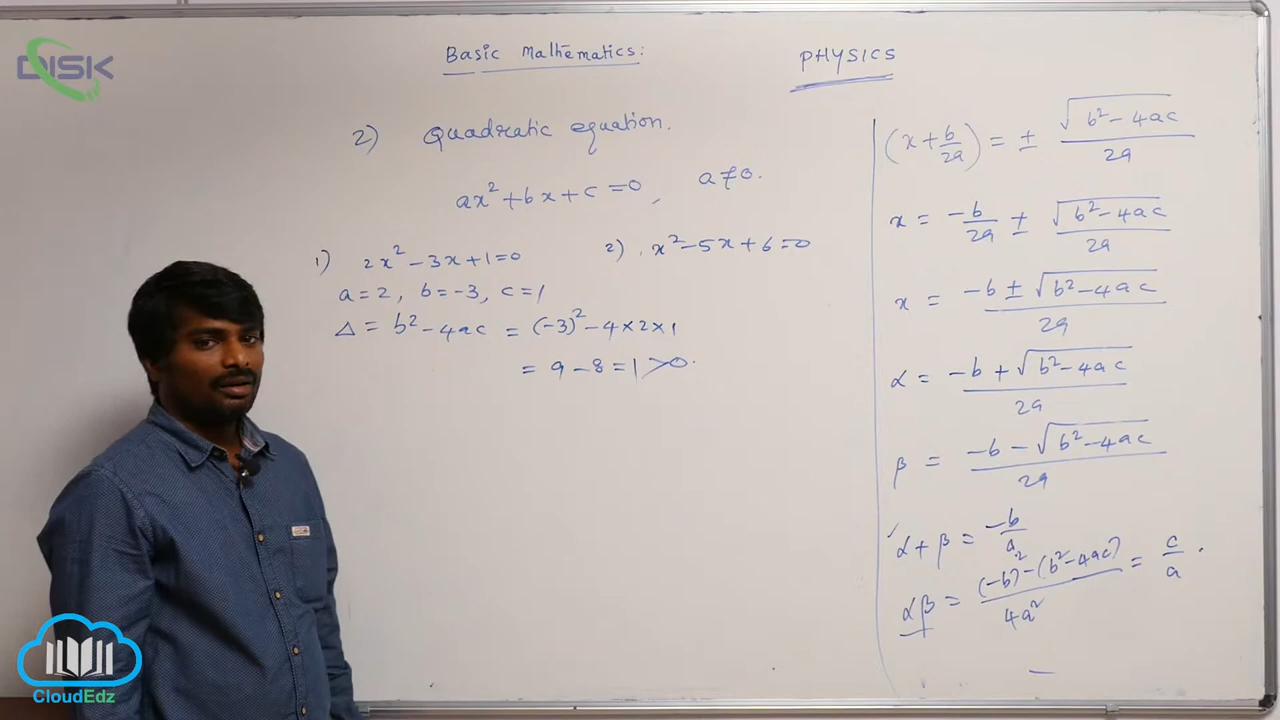 DISK
Basic Mathematics:
PHYSICS
2) Quadratic equation.
ax²+bx+c=0, a≠0.
1) 2x²-3x+1=0
2) x²-5x+6=0
a=2, b=-3, c=1
Δ= b²-4ac = (-3)²-4×2×1
= 9-8=1>0.
(x+b/2a) = ± √b²-4ac/2a
x = -b/2a ± √b²-4ac/2a
x = -b±√b²-4ac/2a
α = -b+√b²-4ac/2a
β = -b-√b²-4ac/2a
α+β = -b/a
αβ = (-b)²-(b²-4ac)/4a² = c/a.
CloudEdz